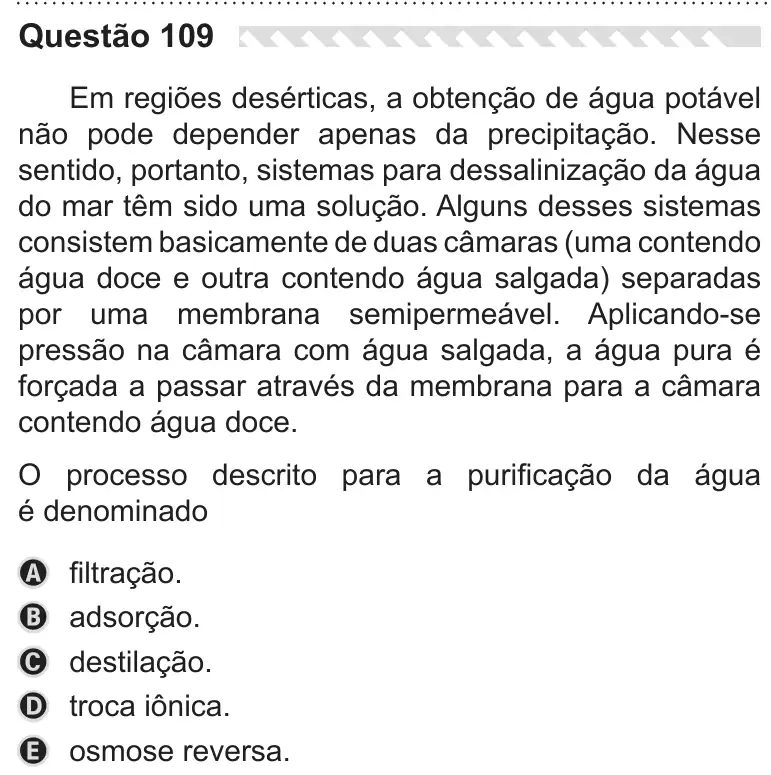 Questão 109
Em regiões desérticas, a obtenção de água potável
não pode depender apenas da precipitação. Nesse
sentido, portanto, sistemas para dessalinização da água
do mar têm sido uma solução. Alguns desses sistemas
consistem basicamente de duas câmaras (uma contendo
água doce e outra contendo água salgada) separadas
por uma membrana semipermeável. Aplicando-se
pressão na câmara com água salgada, a água pura é
forçada a passar através da membrana para a câmara
contendo água doce.
O processo descrito para a purificação da água
é denominado
A filtração.
B adsorção.
C destilação.
D troca iônica.
E osmose reversa.